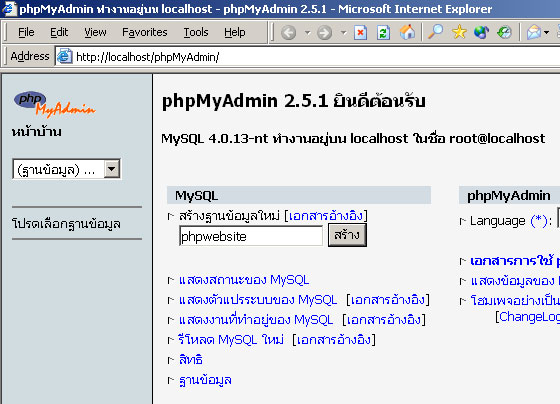 phpMyAdmin ทำงานอยู่บน localhost - phpMyAdmin 2.5.1 - Microsoft Internet Explorer
File Edit View Favorites Tools Help
Address http://localhost/phpMyAdmin/
php
MyAdmin
หน้าบ้าน
(ฐานข้อมูล) ...
โปรดเลือกฐานข้อมูล
phpMyAdmin 2.5.1 ยินดีต้อนรับ
MySQL 4.0.13-nt ทำงานอยู่บน localhost ในชื่อ root@localhost
MySQL
สร้างฐานข้อมูลใหม่ [เอกสารอ้างอิง]
phpwebsite สร้าง
แสดงสถานะของ MySQL
แสดงตัวแปรระบบของ MySQL [เอกสารอ้างอิง]
แสดงงานที่ทำอยู่ของ MySQL [เอกสารอ้างอิง]
รีโหลด MySQL ใหม่ [เอกสารอ้างอิง]
สิทธิ
ฐานข้อมูล
phpMyAdmin
Language (*):
เอกสารการใช้ p
แสดงข้อมูลของ
โฮมเพจอย่างเป็น
[ChangeLog